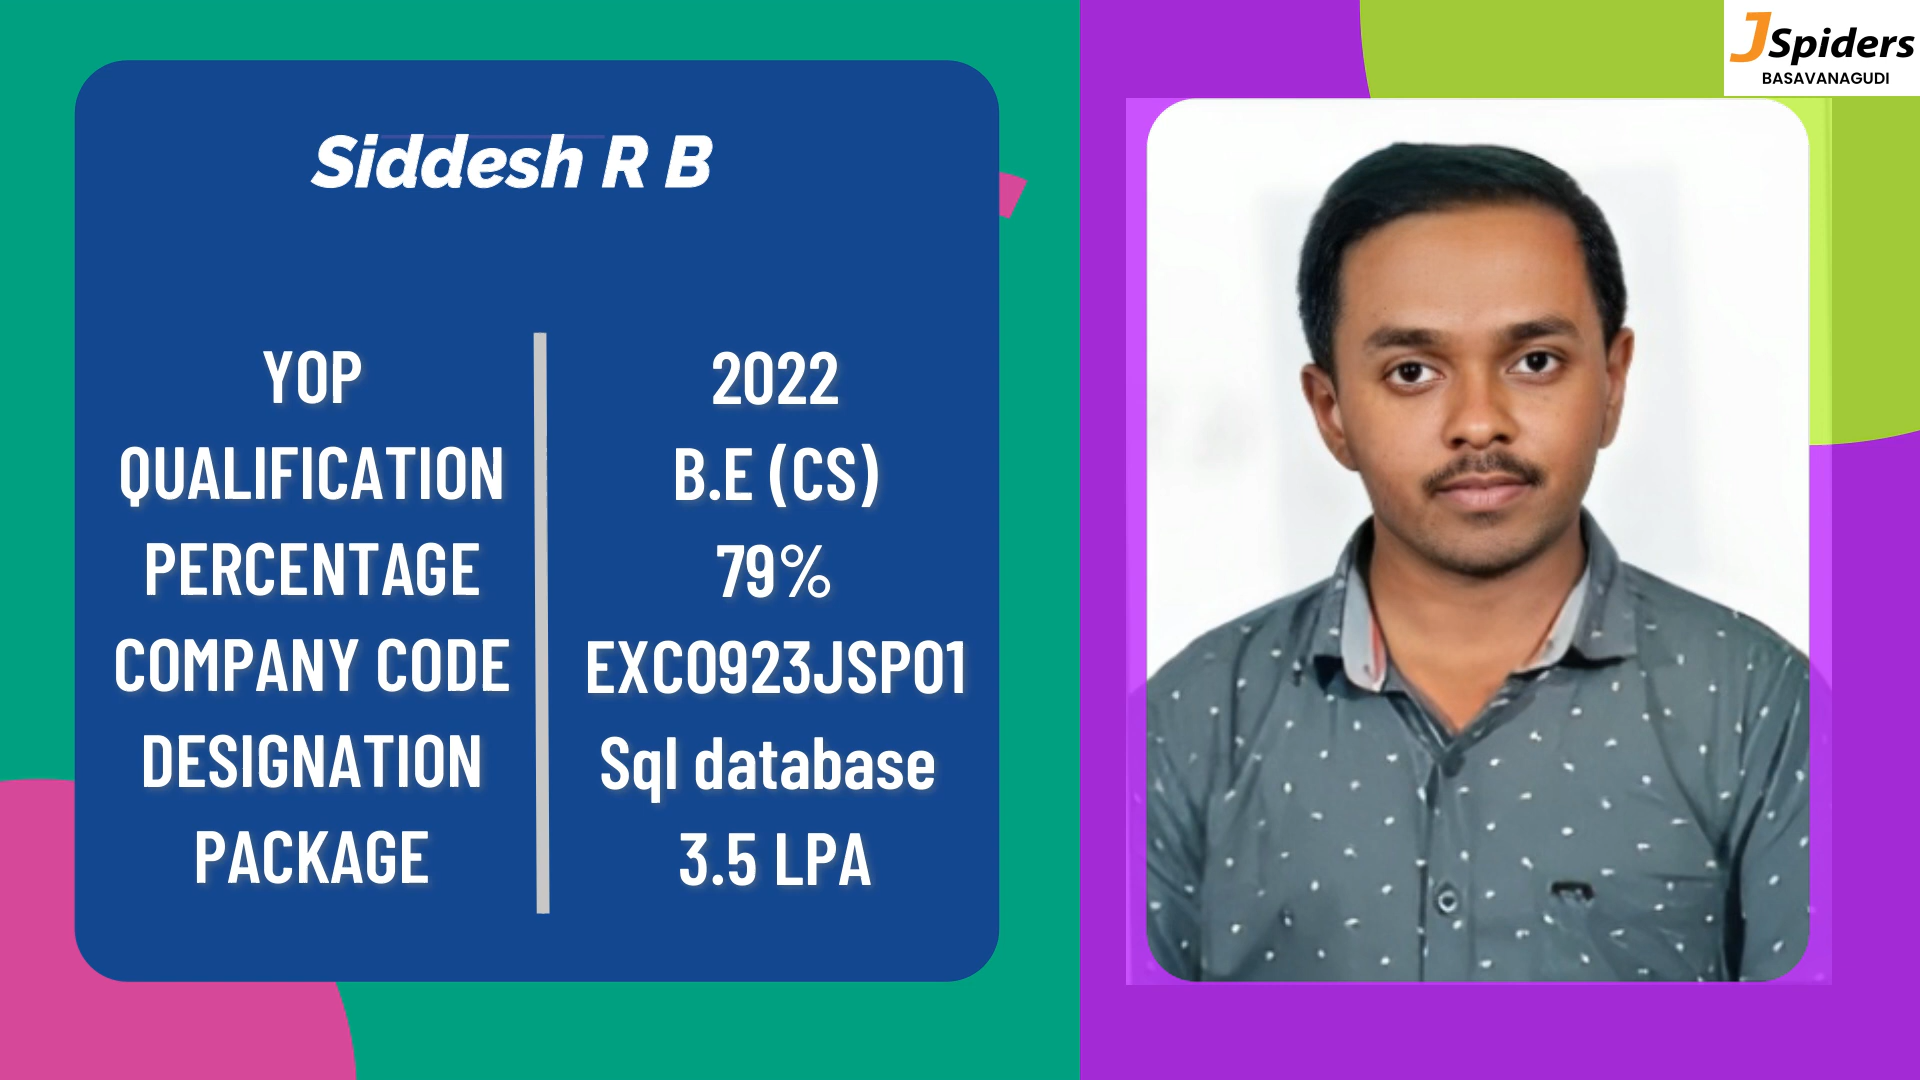 JSpiders
BASAVANAGUDI
Siddesh R B
YOP 2022
QUALIFICATION B.E (CS)
PERCENTAGE 79%
COMPANY CODE EXC0923JSP01
DESIGNATION Sql database
PACKAGE 3.5 LPA